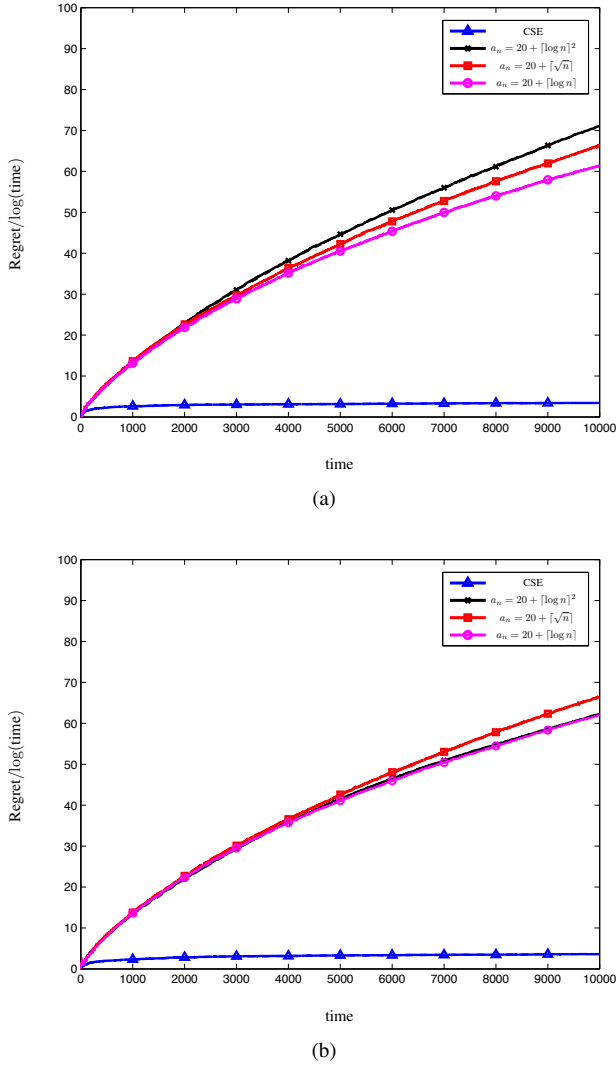 100
90
80
70
60
50
40
30
20
10
0
Regret/log(time)
CSE
a_n = 20 + ⌈log n⌉²
a_n = 20 + ⌈√n⌉
a_n = 20 + ⌈log n⌉
0 1000 2000 3000 4000 5000 6000 7000 8000 9000 10000
time
(a)
100
90
80
70
60
50
40
30
20
10
0
Regret/log(time)
CSE
a_n = 20 + ⌈log n⌉²
a_n = 20 + ⌈√n⌉
a_n = 20 + ⌈log n⌉
0 1000 2000 3000 4000 5000 6000 7000 8000 9000 10000
time
(b)